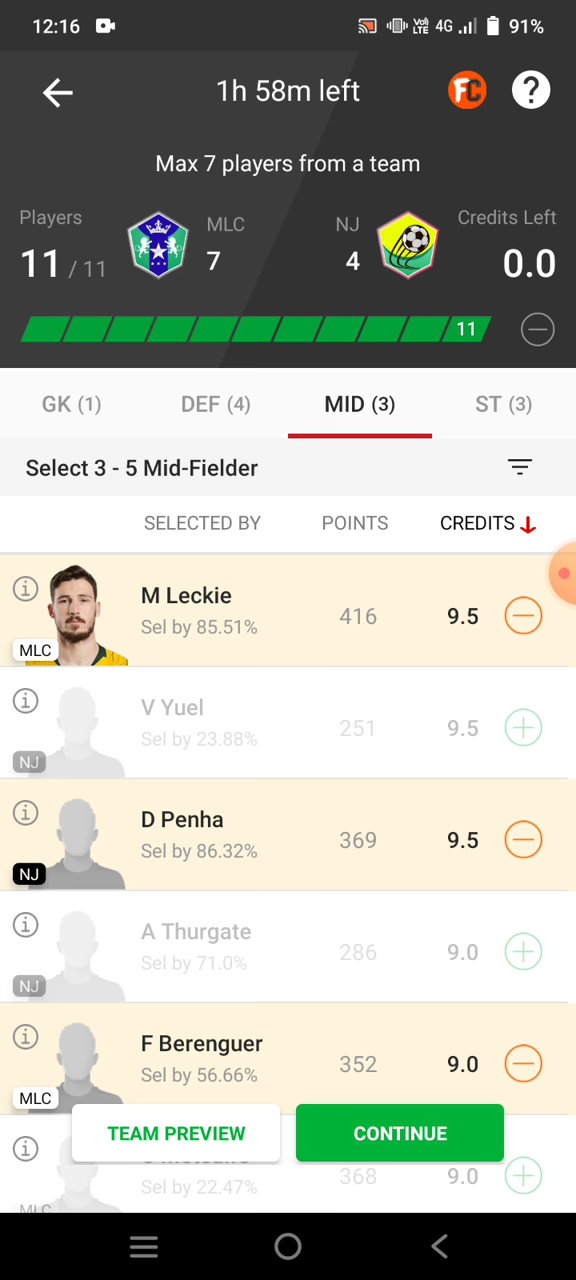 12:16 Vo) LTE 4G 91%
1h 58m left FC ?
Max 7 players from a team
Players MLC NJ Credits Left
11 / 11 7 4 0.0
11
GK (1) DEF (4) MID (3) ST (3)
Select 3 - 5 Mid-Fielder
SELECTED BY POINTS CREDITS
M Leckie
Sel by 85.51% 416 9.5
MLC
V Yuel
Sel by 23.88% 251 9.5
NJ
D Penha
Sel by 86.32% 369 9.5
NJ
A Thurgate
Sel by 71.0% 286 9.0
NJ
F Berenguer
Sel by 56.66% 352 9.0
MLC
TEAM PREVIEW CONTINUE
Sel by 22.47% 368 9.0
MLC